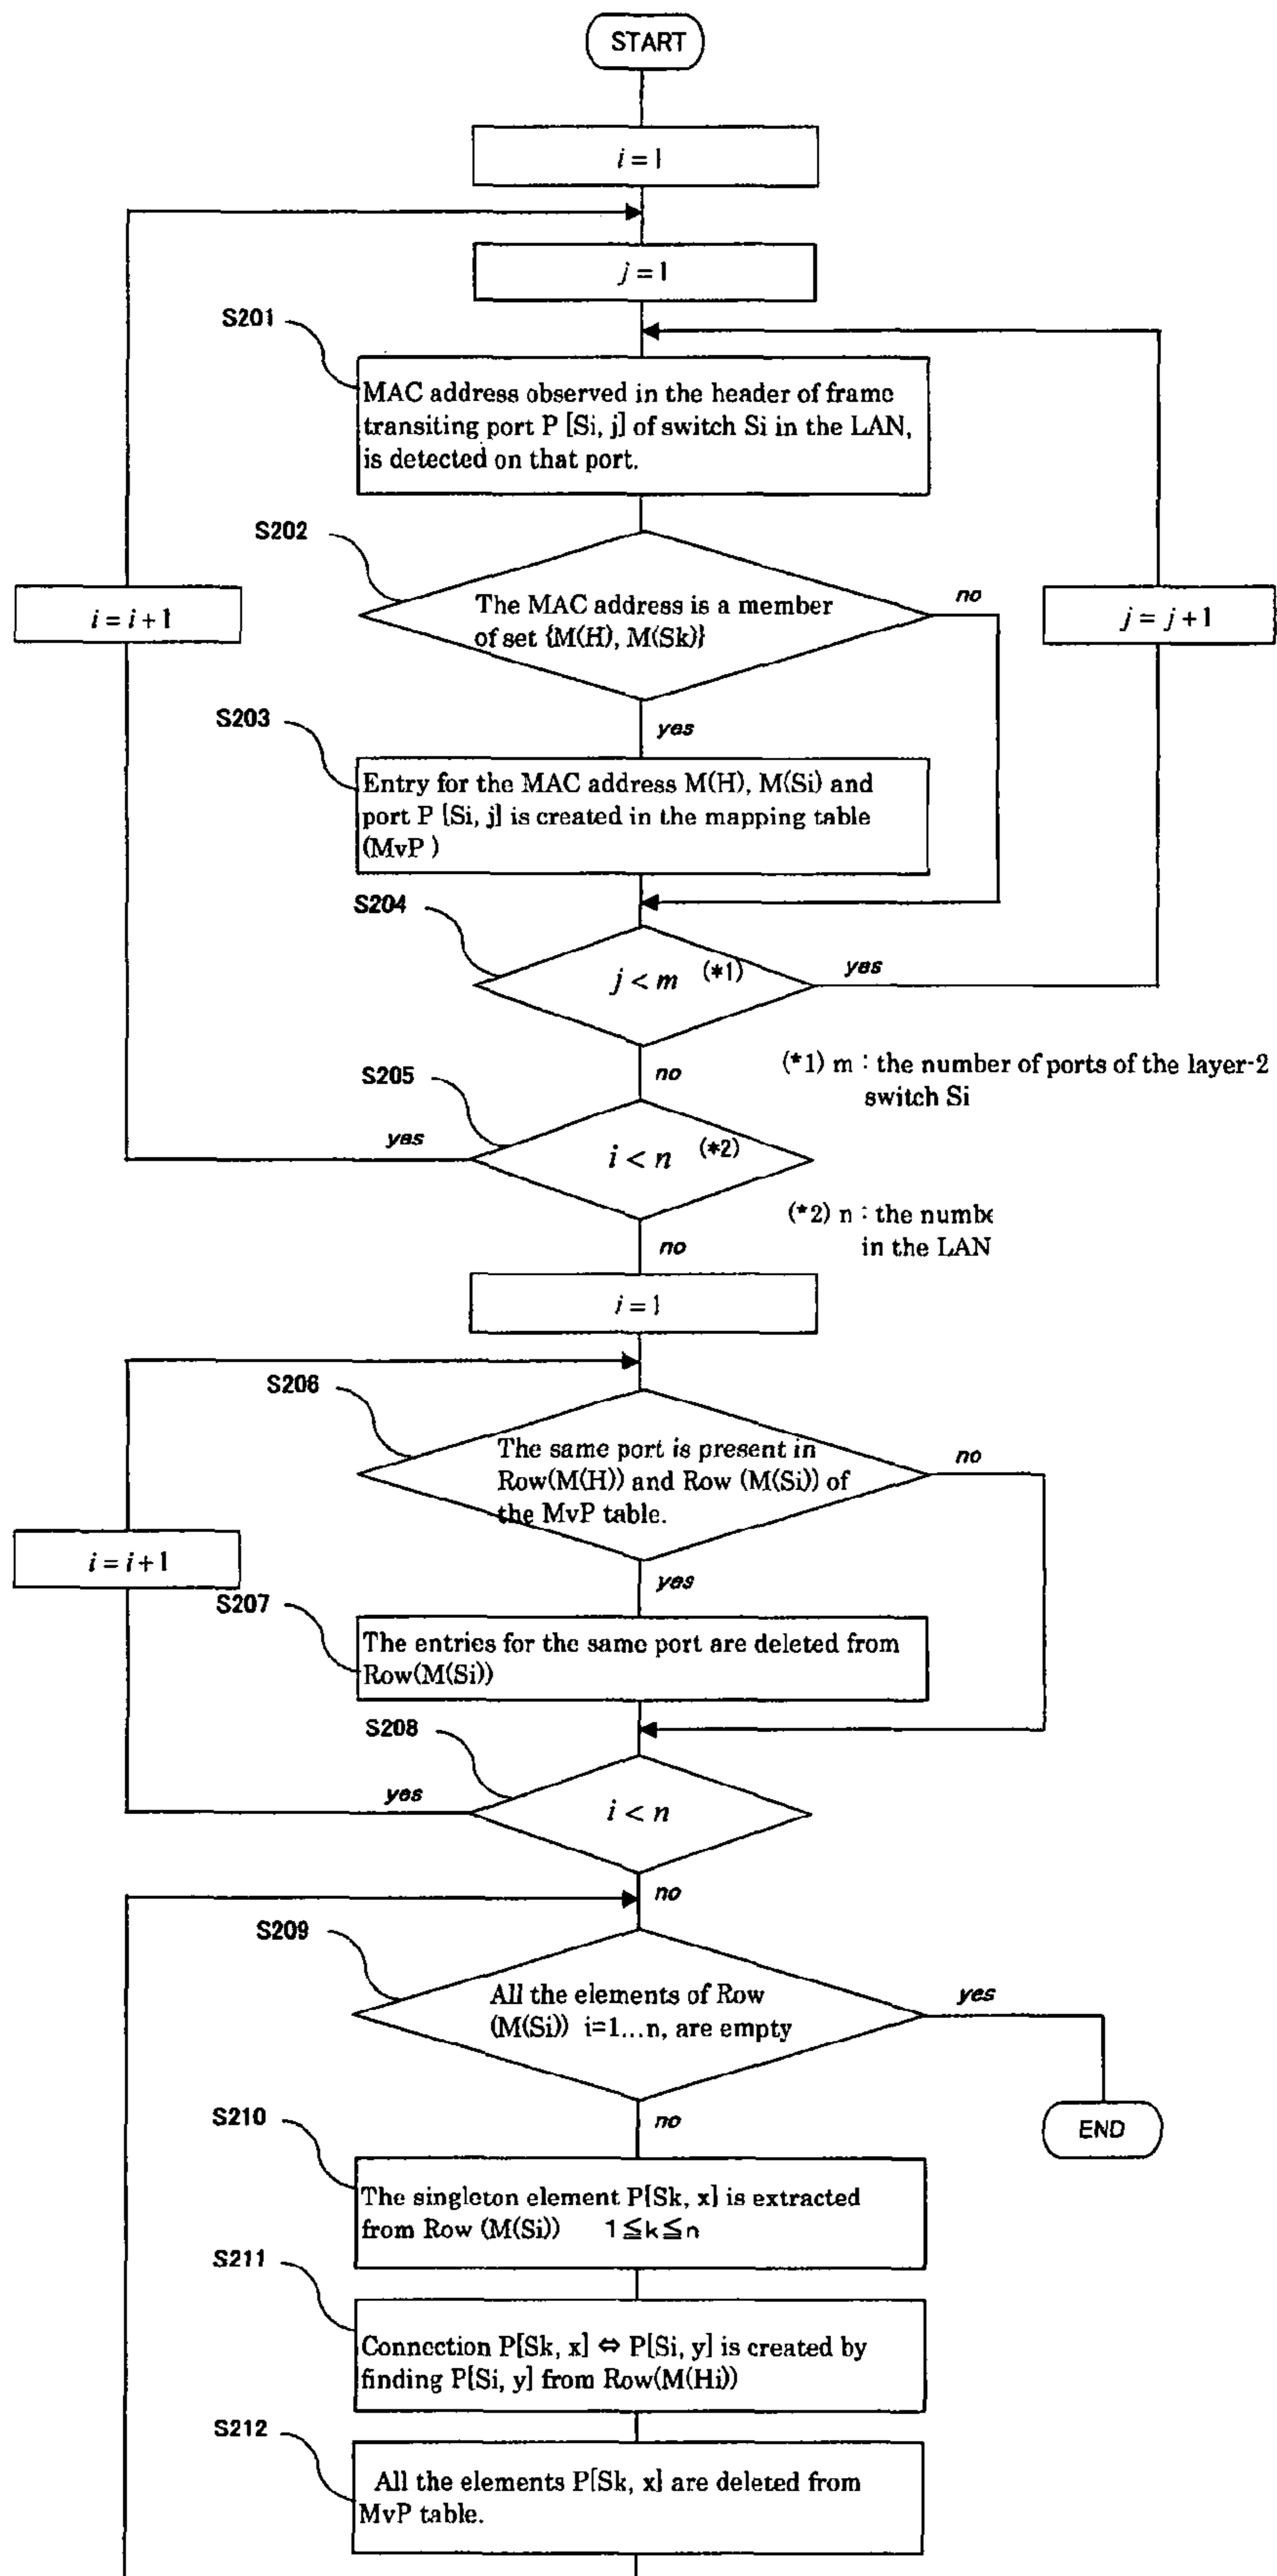 START
i = 1
j = 1
S201
MAC address observed in the header of frame
transiting port P [Si, j] of switch Si in the LAN,
is detected on that port.
S202
The MAC address is a member
of set {M(H), M(Sk)}
no
i = i+1
j = j+1
yes
S203
Entry for the MAC address M(H), M(Si) and
port P [Si, j] is created in the mapping table
(MvP )
S204
j < m (*1)
yes
(*1) m : the number of ports of the layer-2
switch Si
no
S205
yes
i < n (*2)
(*2) n : the
in the LAN
no
i = 1
S206
The same port is present in
Row(M(H)) and Row (M(Si)) of
the MvP table.
no
i = i+1
yes
S207
The entries for the same port are deleted from
Row(M(Si))
S208
yes
i < n
no
S209
All the elements of Row
(M(Si)) i=1...n, are empty
yes
END
no
S210
The singleton element P[Sk, x] is extracted
from Row (M(Si)) 1≦k≦n
S211
Connection P[Sk, x] ⇔ P[Si, y] is created by
finding P[Si, y] from Row(M(Hi))
S212
All the elements P[Sk, x] are deleted from
MvP table.